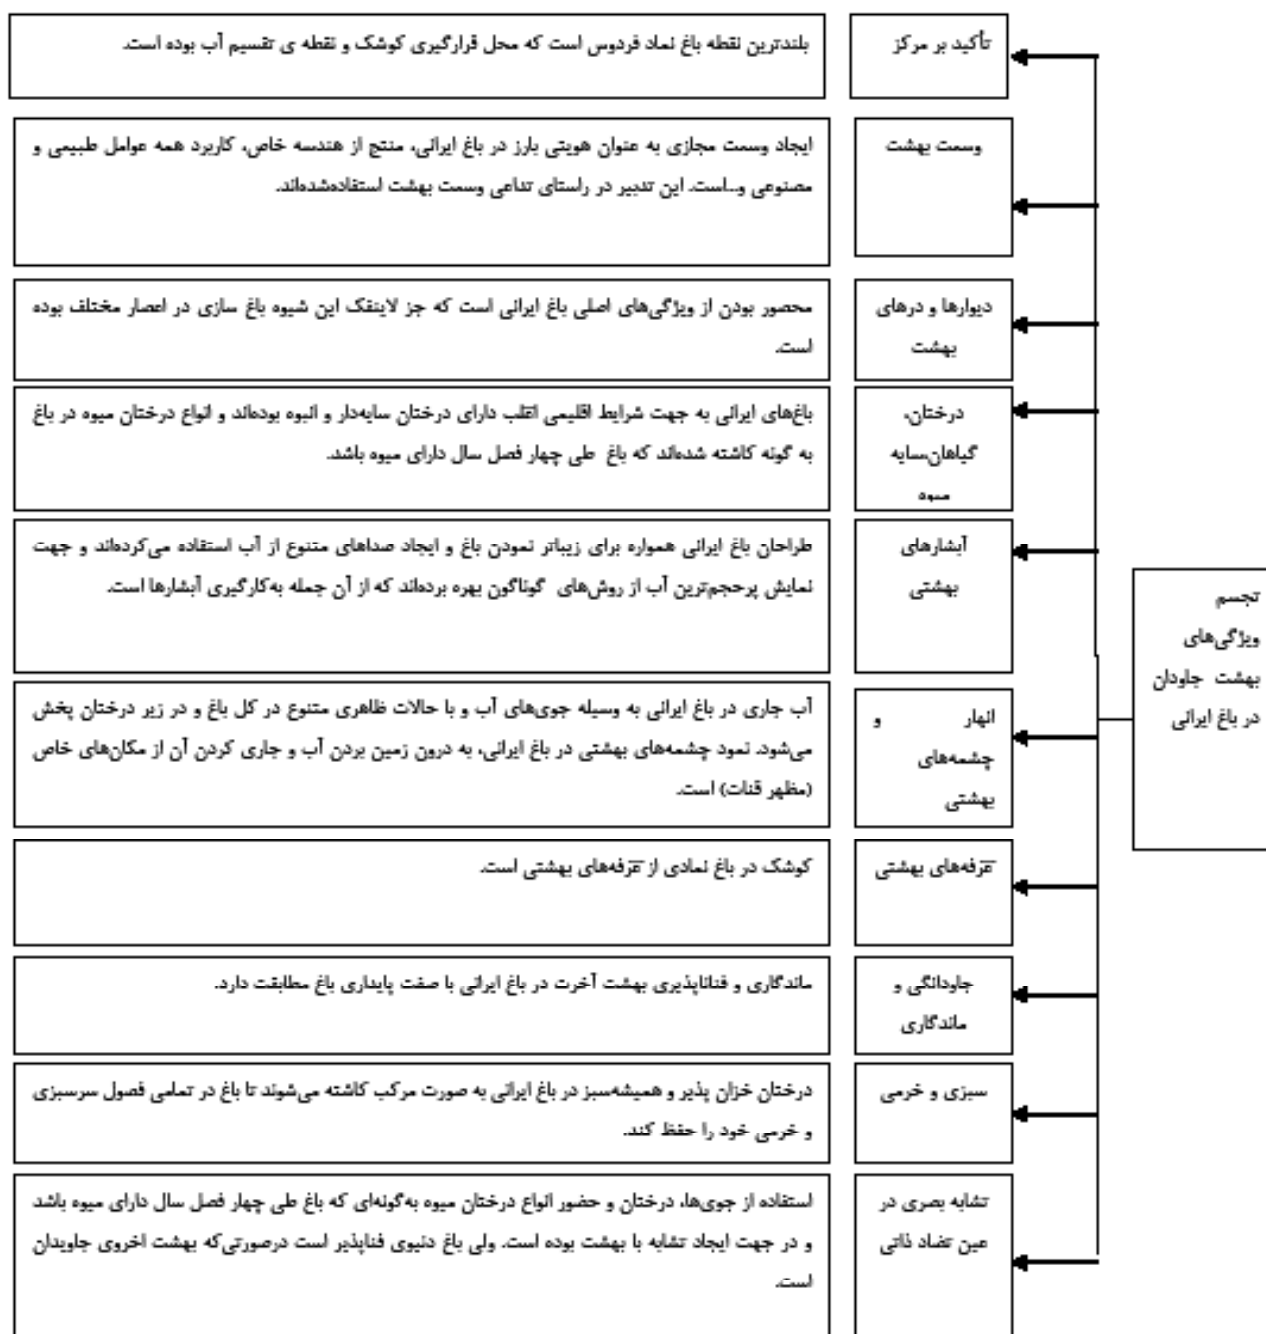 تأکید بر مرکز
بلندترین نقطه باغ نماد فردوس است که محل قرارگیری کوشک و نقطه ی تقسیم آب بوده است.
وسعت بهشت
ایجاد وسعت مجازی به عنوان هویتی بارز در باغ ایرانی، منتج از هندسه خاص، کاربرد همه عوامل طبیعی و
مصنوعی و...است. این تدبیر در راستای تداعی وسعت بهشت استفاده‌شده‌اند.
دیوارها و درهای
بهشت
محصور بودن از ویژگی‌های اصلی باغ ایرانی است که جز لاینفک این شیوه باغ سازی در اعصار مختلف بوده
است.
درختان،
گیاهان،سایه
میوه
باغ‌های ایرانی به جهت شرایط اقلیمی اغلب دارای درختان سایه‌دار و انبوه بوده‌اند و انواع درختان میوه در باغ
به گونه کاشته شده‌اند که باغ طی چهار فصل سال دارای میوه باشد.
آبشارهای
بهشتی
طراحان باغ ایرانی همواره برای زیباتر نمودن باغ و ایجاد صداهای متنوع از آب استفاده می‌کرده‌اند و جهت
نمایش پرحجم‌ترین آب از روش‌های گوناگون بهره برده‌اند که از آن جمله به‌کارگیری آبشارها است.
تجسم
ویژگی‌های
بهشت جاودان
در باغ ایرانی
انهار و
چشمه‌های
بهشتی
آب جاری در باغ ایرانی به وسیله جوی‌های آب و با حالات ظاهری متنوع در کل باغ و در زیر درختان پخش
می‌شود. نمود چشمه‌های بهشتی در باغ ایرانی، به درون زمین بردن آب و جاری کردن آن از مکان‌های خاص
(مظهر قنات) است.
غرفه‌های بهشتی
کوشک در باغ نمادی از غرفه‌های بهشتی است.
جاودانگی و
ماندگاری
ماندگاری و فناناپذیری بهشت آخرت در باغ ایرانی با صفت پایداری باغ مطابقت دارد.
سبزی و خرمی
درختان خزان پذیر و همیشه‌سبز در باغ ایرانی به صورت مرکب کاشته می‌شوند تا باغ در تمامی فصول سرسبزی
و خرمی خود را حفظ کند.
تشابه بصری در
عین تضاد ذاتی
استفاده از جوی‌ها، درختان و حضور انواع درختان میوه به‌گونه‌ای که باغ طی چهار فصل سال دارای میوه باشد
و در جهت ایجاد تشابه با بهشت بوده است. ولی باغ دنیوی فناپذیر است درصورتی‌که بهشت اخروی جاویدان
است.